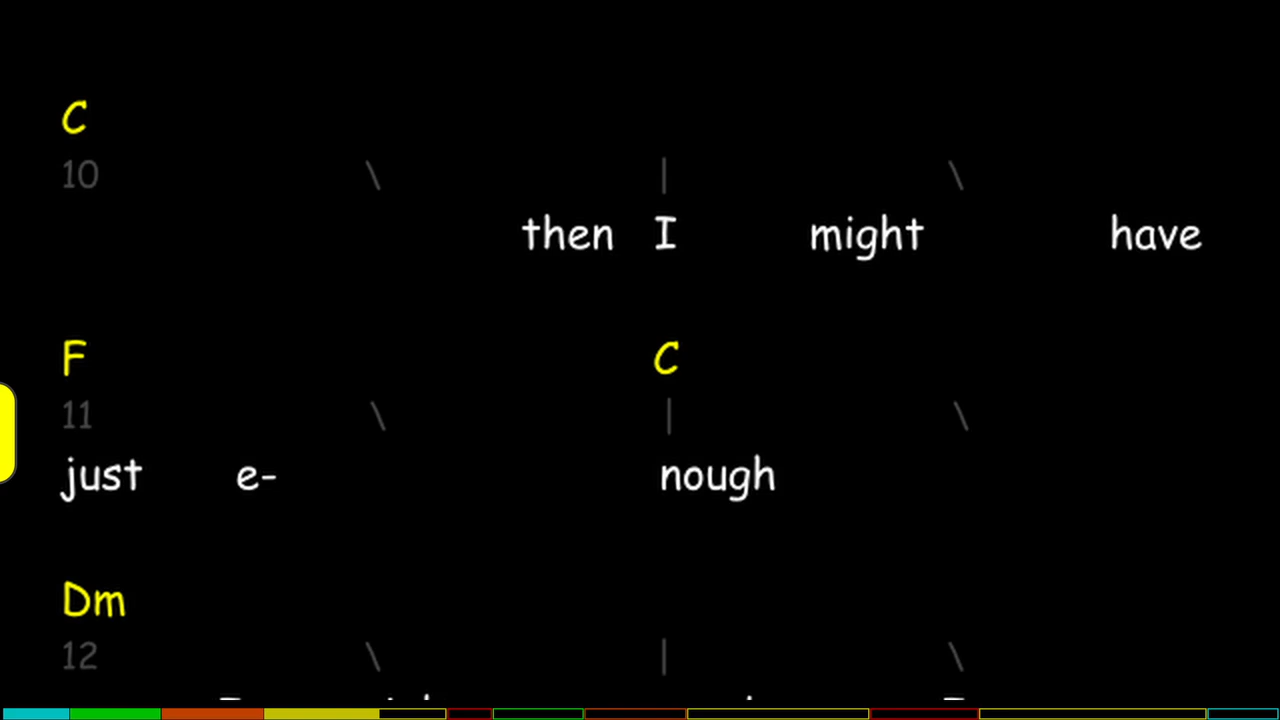 C
10 \ | \
then I might have
F C
11 \ | \
just e- nough
Dm
12 \ | \